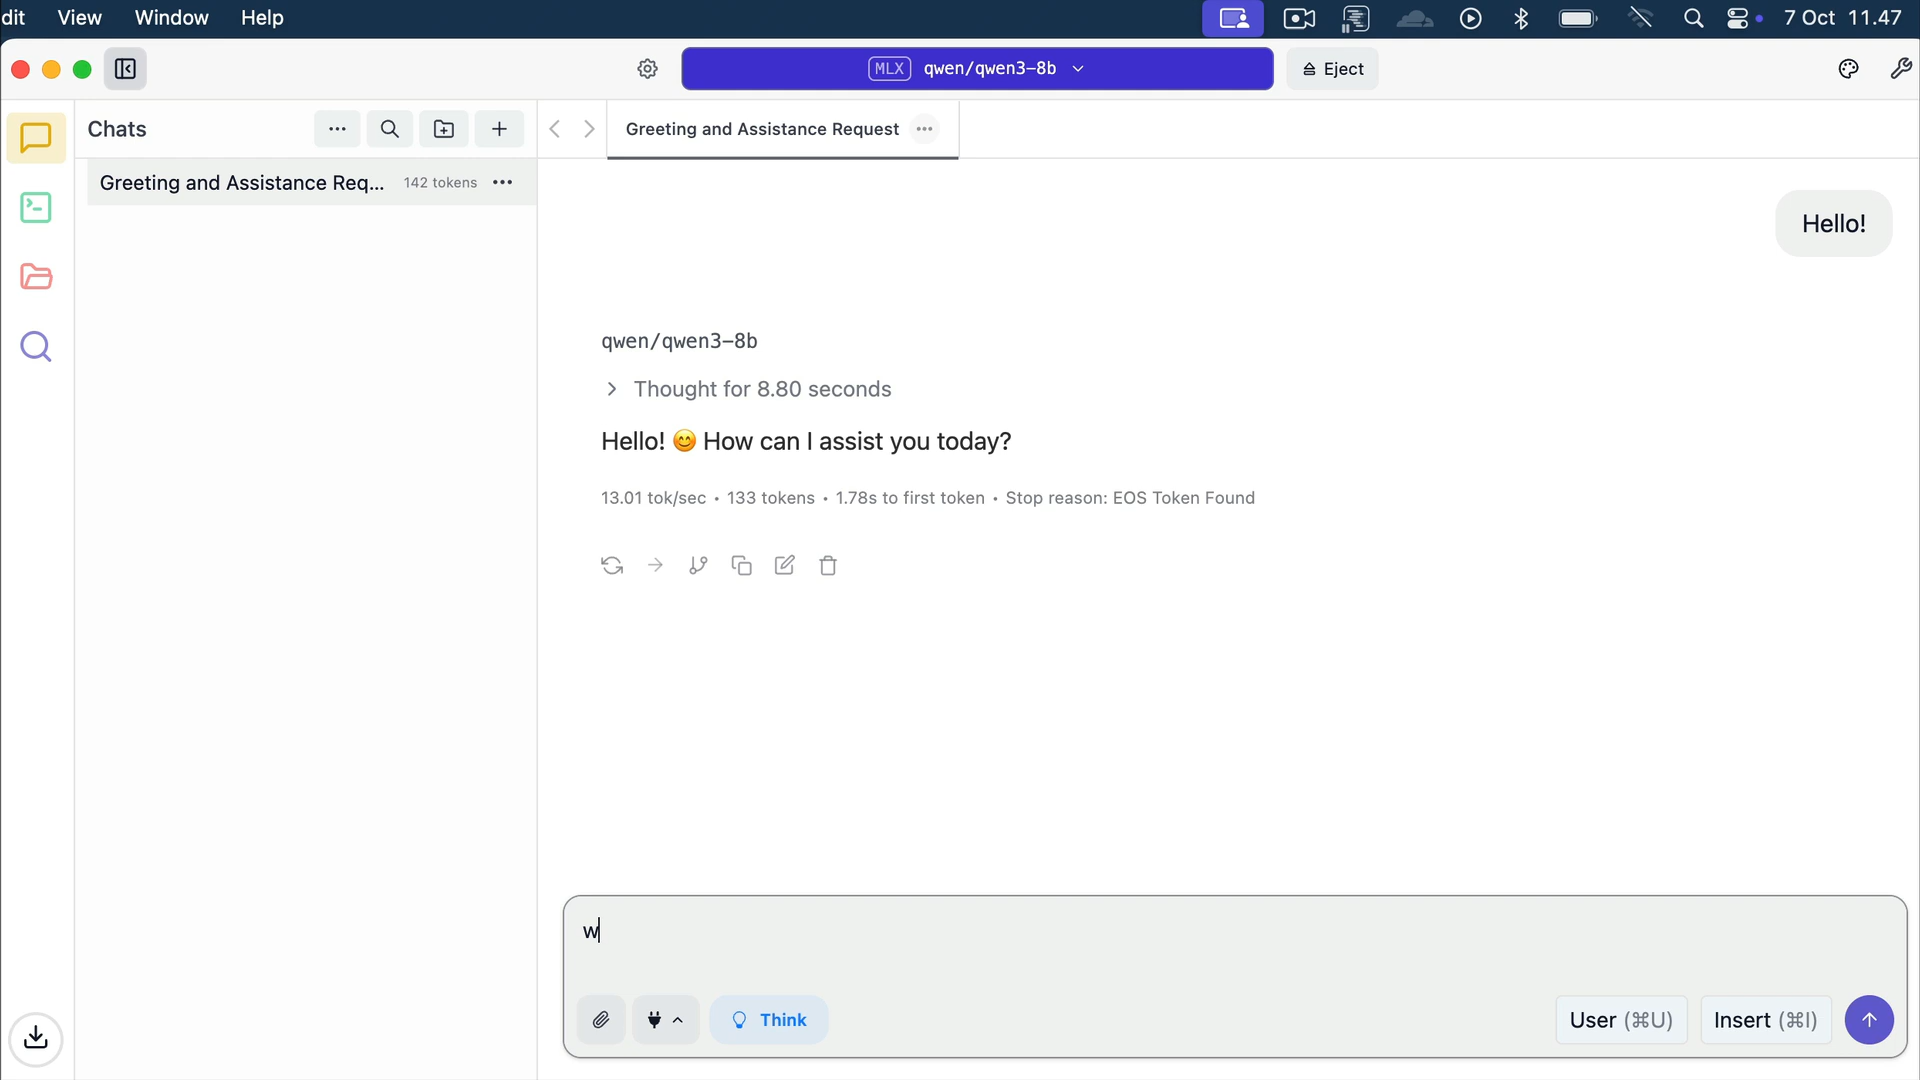 dit View Window Help 7 Oct 11.47
MLX qwen/qwen3-8b Eject
Chats
Greeting and Assistance Request
Greeting and Assistance Req... 142 tokens
Hello!
qwen/qwen3-8b
Thought for 8.80 seconds
Hello! 😊 How can I assist you today?
13.01 tok/sec • 133 tokens • 1.78s to first token • Stop reason: EOS Token Found
w
Think User (⌘U) Insert (⌘I)